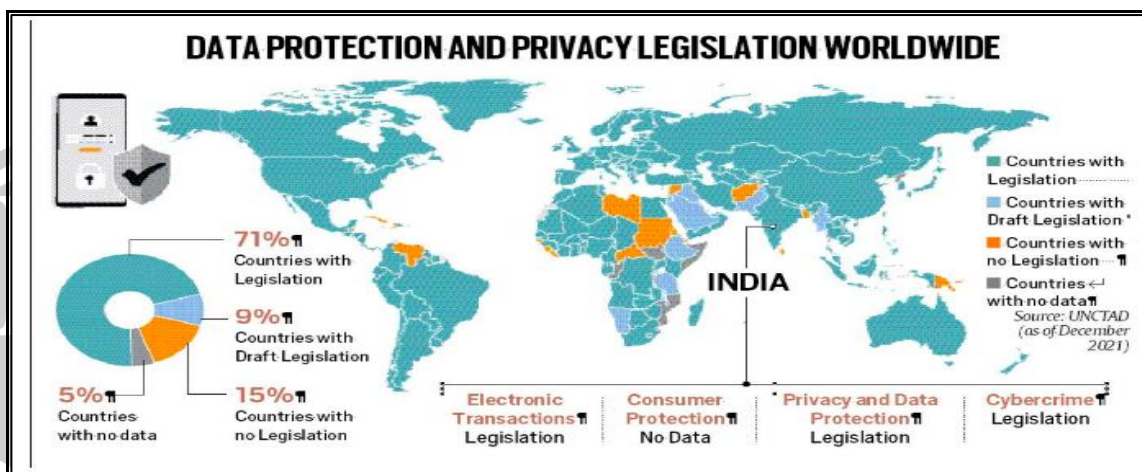 DATA PROTECTION AND PRIVACY LEGISLATION WORLDWIDE
71%¶
Countries with
Legislation
9%¶
Countries with
Draft Legislation
15%¶
Countries with
no Legislation
5%¶
Countries
with no data
INDIA
Countries with
Legislation
Countries with
Draft Legislation
Countries with
no Legislation ¶
Countries ↵
with no data¶
Source: UNCTAD
(as of December
2021)
Electronic
Transactions¶
Legislation
Consumer
Protection¶
No Data
Privacy and Data
Protection¶
Legislation
Cybercrime¶
Legislation